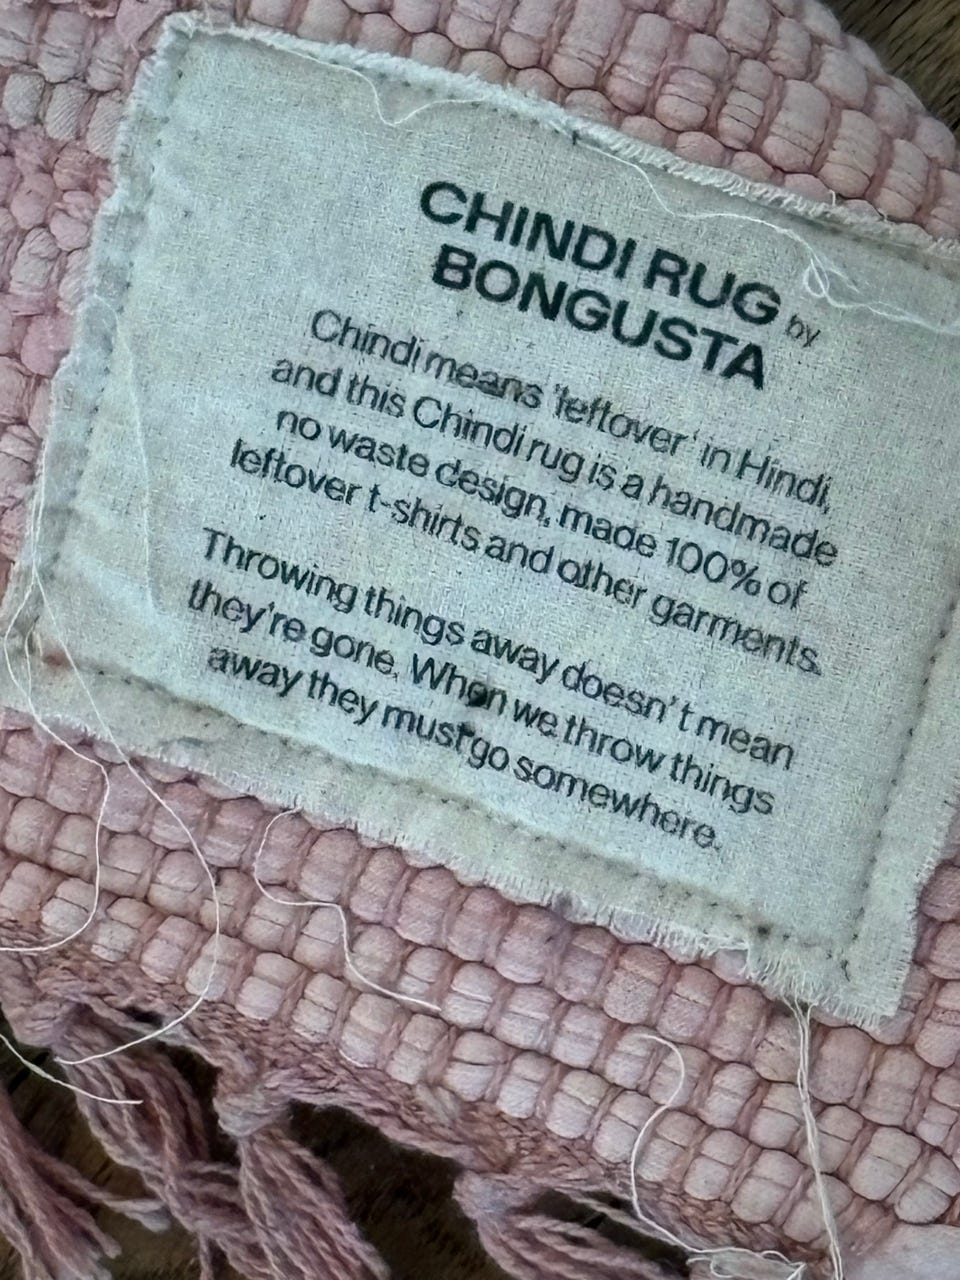 CHINDI RUG by
BONGUSTA
Chindi means 'leftover' in Hindi,
and this Chindi rug is a handmade
no waste design, made 100% of
leftover t-shirts and other garments.
Throwing things away doesn't mean
they're gone. When we throw things
away they must go somewhere.